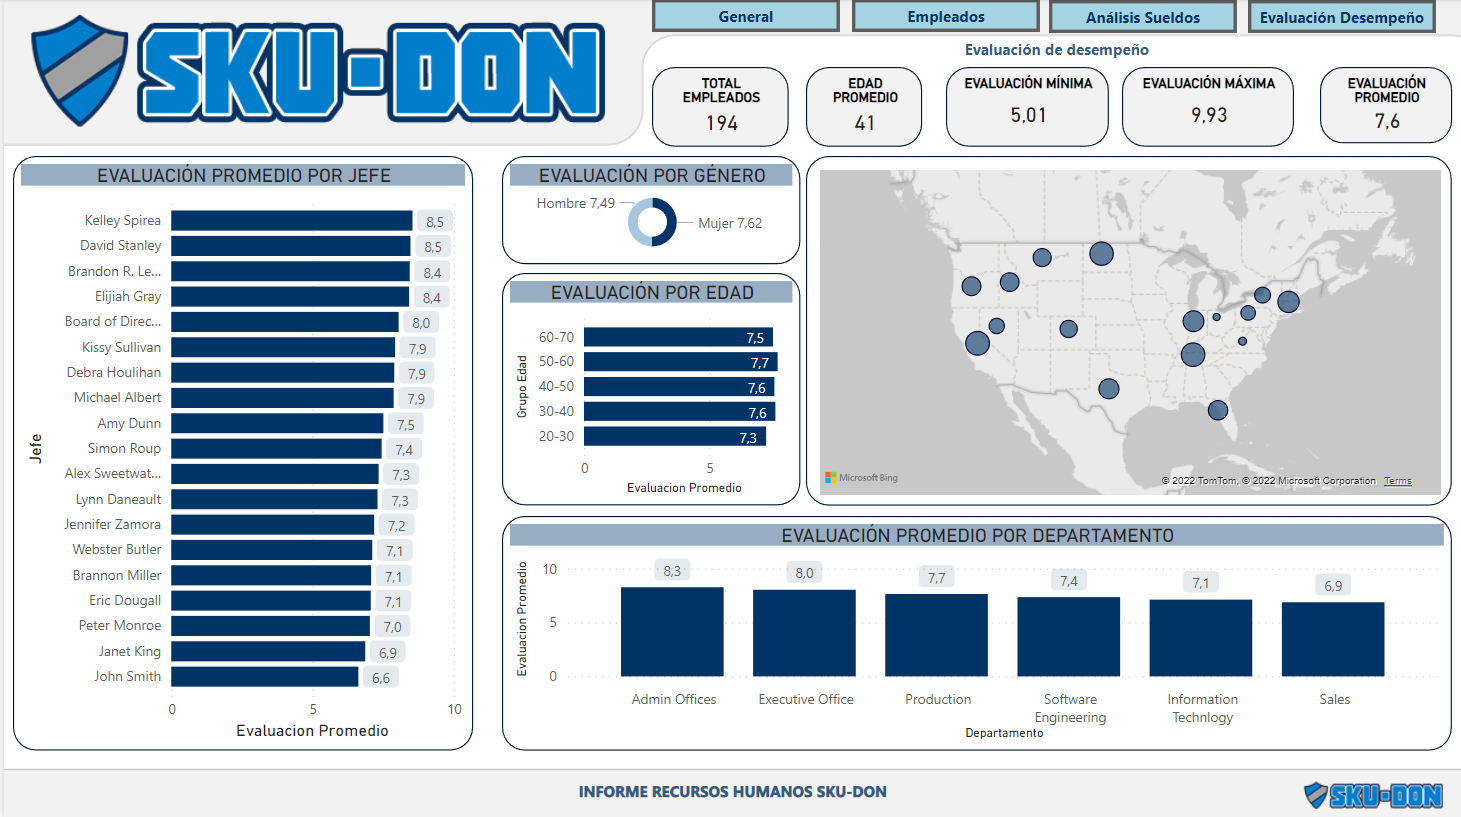 SKU-DON
General
Empleados
Análisis Sueldos
Evaluación Desempeño
Evaluación de desempeño
TOTAL
EMPLEADOS
194
EDAD
PROMEDIO
41
EVALUACIÓN MÍNIMA
5,01
EVALUACIÓN MÁXIMA
9,93
EVALUACIÓN
PROMEDIO
7,6
EVALUACIÓN PROMEDIO POR JEFE
Jefe
Kelley Spirea 8,5
David Stanley 8,5
Brandon R. Le... 8,4
Elijiah Gray 8,4
Board of Direc... 8,0
Kissy Sullivan 7,9
Debra Houlihan 7,9
Michael Albert 7,9
Amy Dunn 7,5
Simon Roup 7,4
Alex Sweetwat... 7,3
Lynn Daneault 7,3
Jennifer Zamora 7,2
Webster Butler 7,1
Brannon Miller 7,1
Eric Dougall 7,1
Peter Monroe 7,0
Janet King 6,9
John Smith 6,6
0 5 10
Evaluacion Promedio
EVALUACIÓN POR GÉNERO
Hombre 7,49
Mujer 7,62
EVALUACIÓN POR EDAD
Grupo Edad
60-70 7,5
50-60 7,7
40-50 7,6
30-40 7,6
20-30 7,3
0 5
Evaluacion Promedio
Microsoft Bing
© 2022 TomTom, © 2022 Microsoft Corporation Terms
EVALUACIÓN PROMEDIO POR DEPARTAMENTO
Evaluacion Promedio
10
5
0
8,3
8,0
7,7
7,4
7,1
6,9
Admin Offices
Executive Office
Production
Software
Engineering
Information
Technlogy
Sales
Departamento
INFORME RECURSOS HUMANOS SKU-DON
SKU-DON